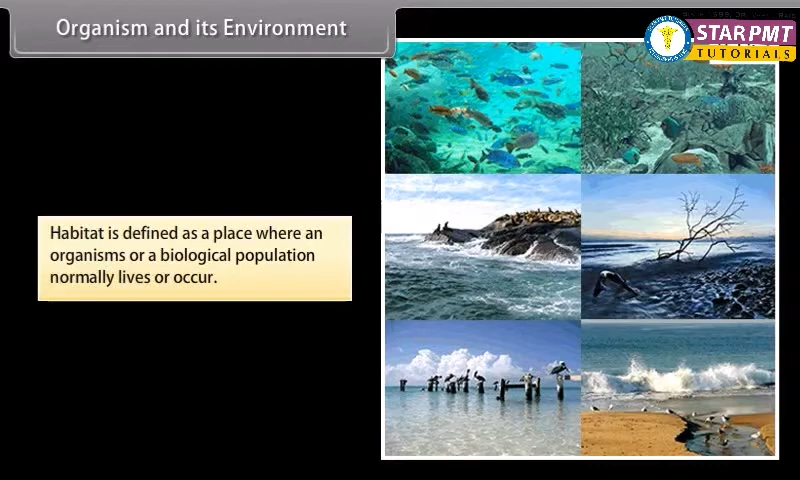 Organism and its Environment
STAR PMT
TUTORIALS
Habitat is defined as a place where an
organisms or a biological population
normally lives or occur.